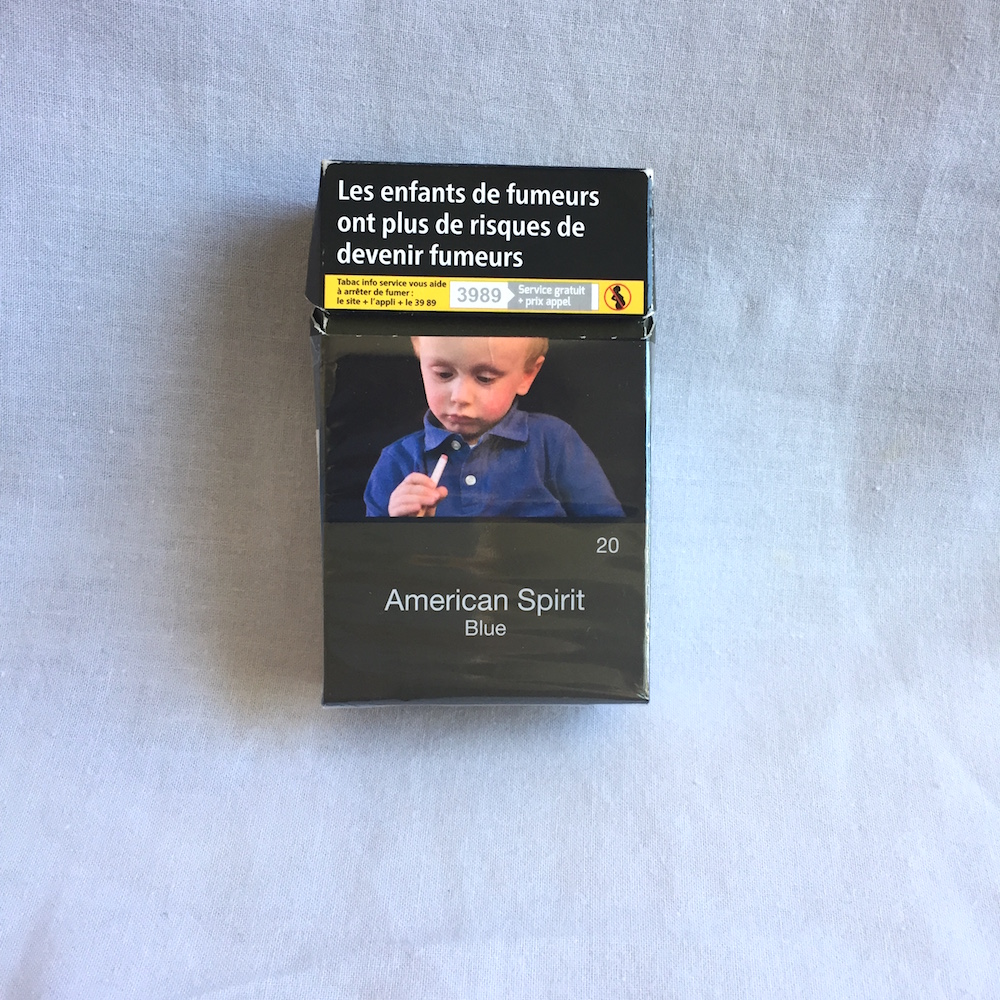 Les enfants de fumeurs
ont plus de risques de
devenir fumeurs
Tabac info service vous aide
à arrêter de fumer :
le site + l'appli + le 39 89
3989
Service gratuit
+ prix appel
20
American Spirit
Blue